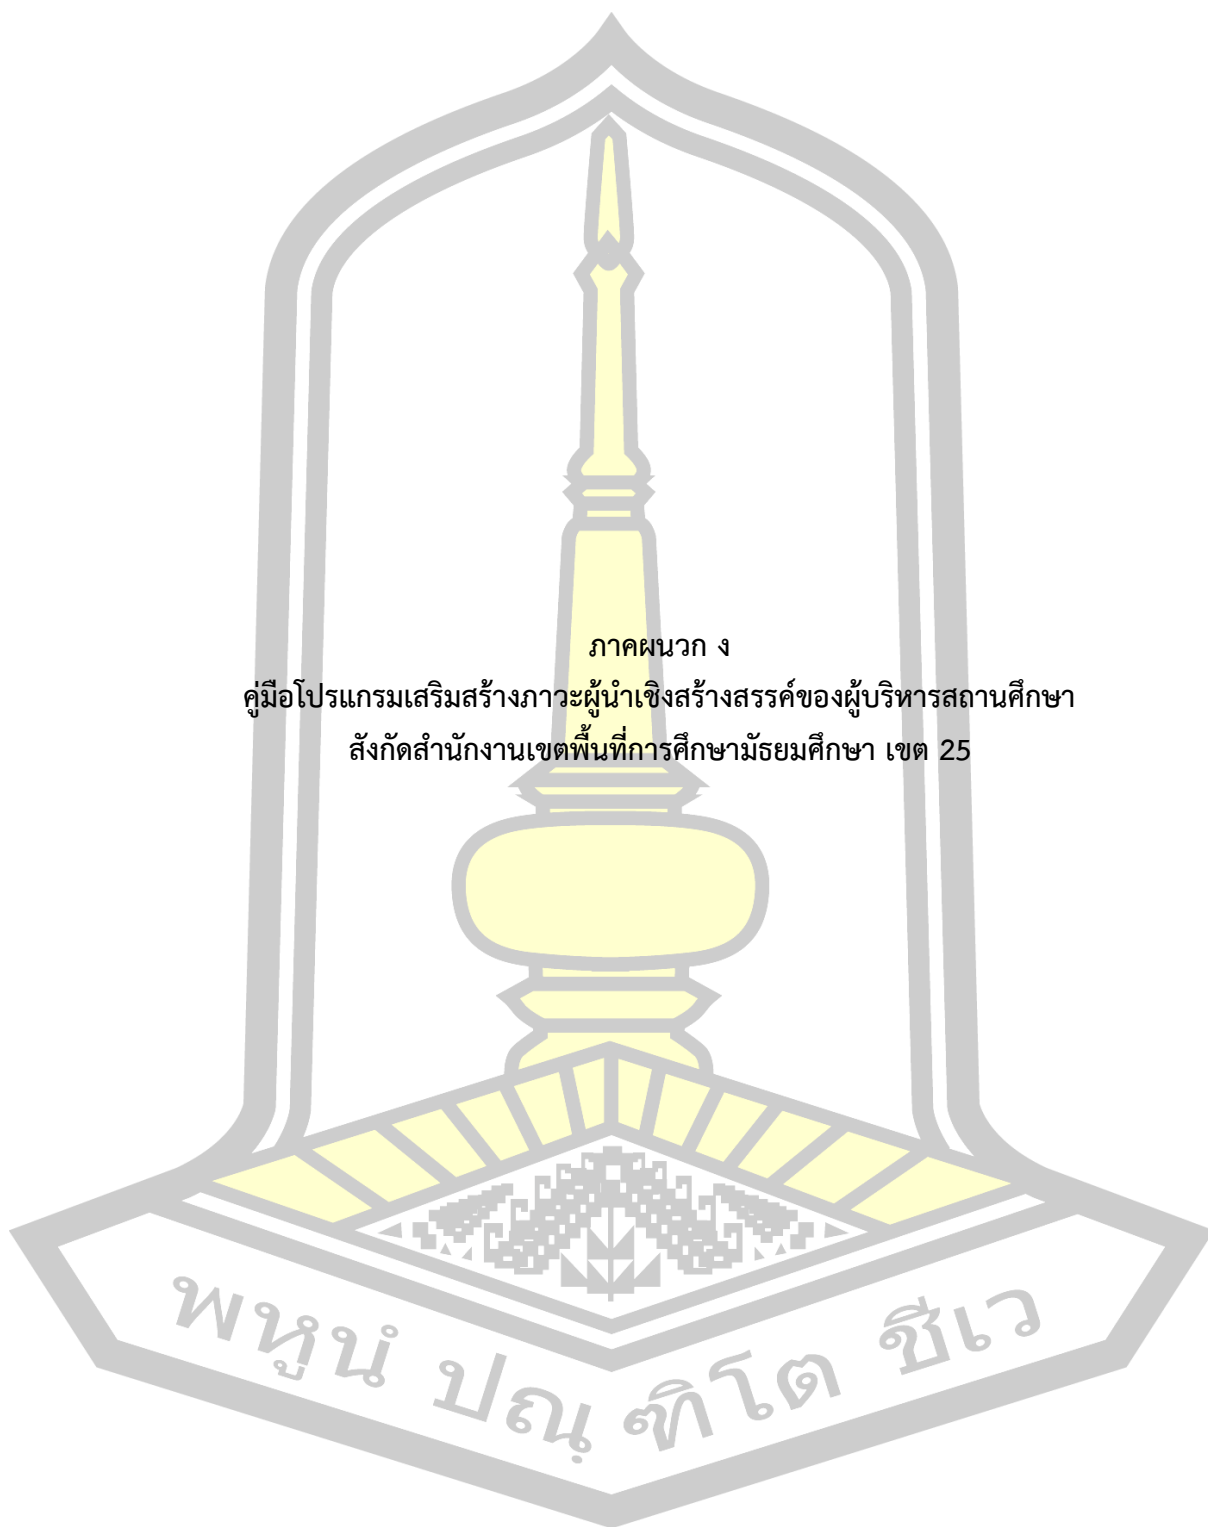 ภาคผนวก ง
คู่มือโปรแกรมเสริมสร้างภาวะผู้นำเชิงสร้างสรรค์ของผู้บริหารสถานศึกษา
สังกัดสำนักงานเขตพื้นที่การศึกษามัธยมศึกษา เขต 25
พหูนํ ปณฺฑิโต ชีเว